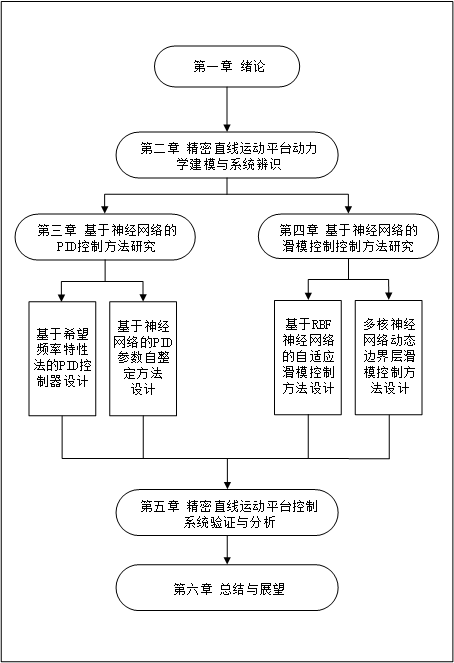 第一章 绪论
第二章 精密直线运动平台动力
学建模与系统辨识
第三章 基于神经网络的
PID控制方法研究
第四章 基于神经网络的
滑模控制控制方法研究
基于希望
频率特性
法的PID控
制器设计
基于神经
网络的PID
参数自整
定方法
设计
基于RBF
神经网络
的自适应
滑模控制
方法设计
多核神经
网络动态
边界层滑
模控制方
法设计
第五章 精密直线运动平台控制
系统验证与分析
第六章 总结与展望